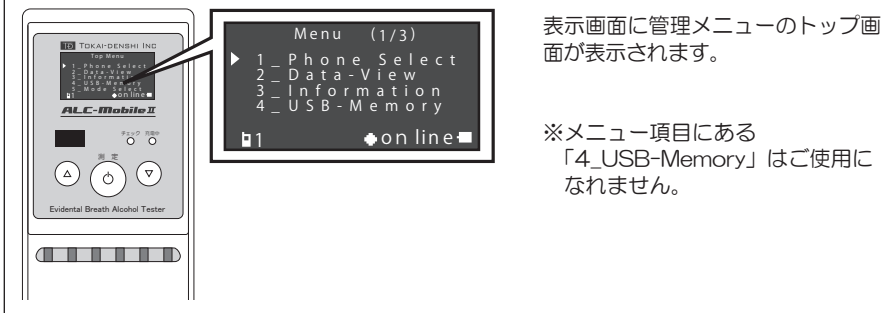 TD TOKAI-DENSHI INC
Top Menu
1_Phone Select
2_Data-View
3_Information
4_USB-Memory
5_Mode Select
1 on line
ALC-Mobile II
チェック 充電中
測 定
Evidental Breath Alcohol Tester
Menu (1/3)
1_Phone Select
2_Data-View
3_Information
4_USB-Memory
1 on line
表示画面に管理メニューのトップ画
面が表示されます。
※メニュー項目にある
「4_USB-Memory」はご使用に
なれません。